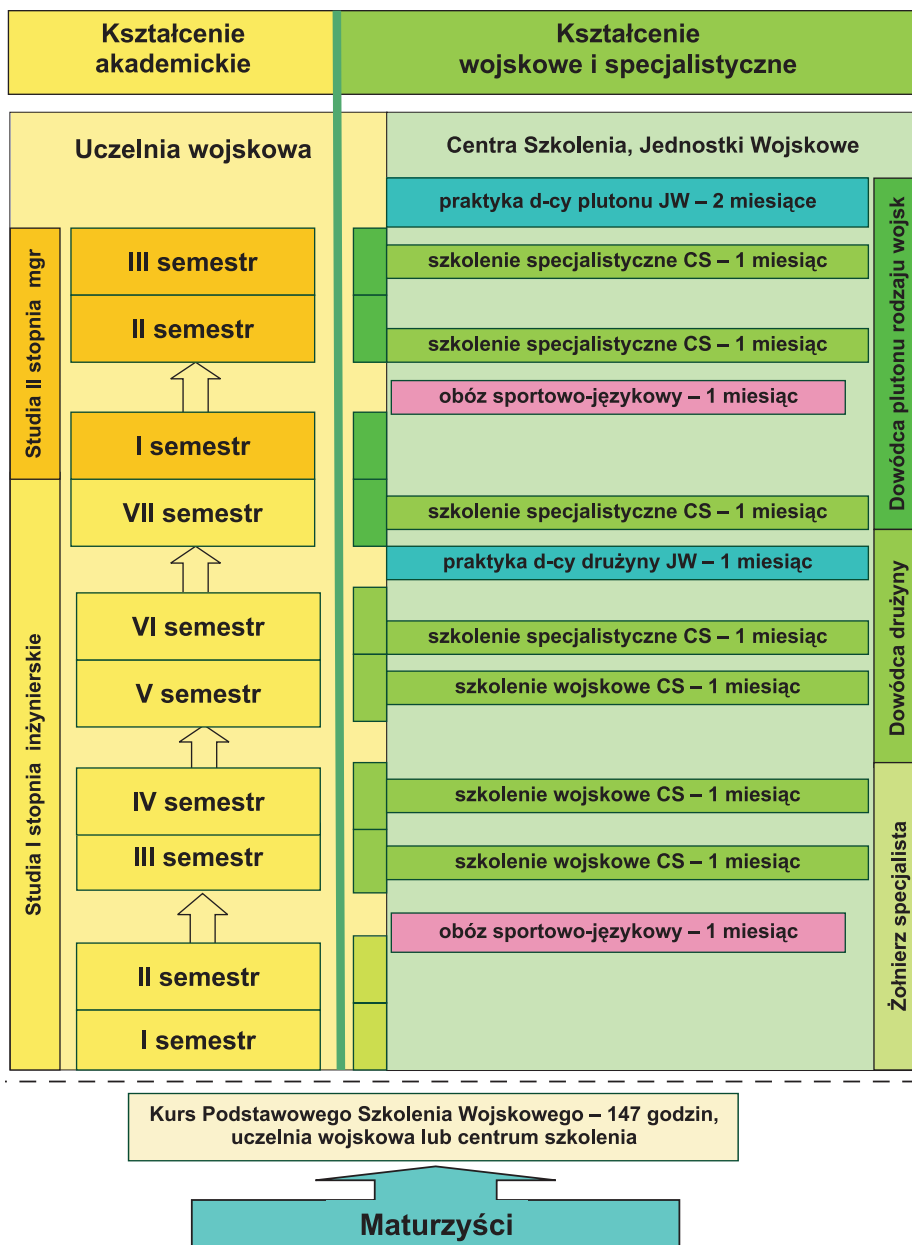 Kształcenie
akademickie
Kształcenie
wojskowe i specjalistyczne
Uczelnia wojskowa
Centra Szkolenia, Jednostki Wojskowe
praktyka d-cy plutonu JW – 2 miesiące
III semestr
szkolenie specjalistyczne CS – 1 miesiąc
II semestr
szkolenie specjalistyczne CS – 1 miesiąc
obóz sportowo-językowy – 1 miesiąc
I semestr
VII semestr
szkolenie specjalistyczne CS – 1 miesiąc
praktyka d-cy drużyny JW – 1 miesiąc
VI semestr
szkolenie specjalistyczne CS – 1 miesiąc
V semestr
szkolenie wojskowe CS – 1 miesiąc
IV semestr
szkolenie wojskowe CS – 1 miesiąc
III semestr
szkolenie wojskowe CS – 1 miesiąc
obóz sportowo-językowy – 1 miesiąc
II semestr
I semestr
Studia II stopnia mgr
Studia I stopnia inżynierskie
Dowódca plutonu rodzaju wojsk
Dowódca drużyny
Żołnierz specjalista
Kurs Podstawowego Szkolenia Wojskowego – 147 godzin,
uczelnia wojskowa lub centrum szkolenia
Maturzyści